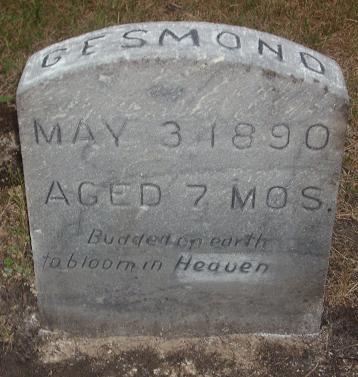 GESMOND
MAY 3 1890
AGED 7 MOS.
Budded on earth
to bloom in Heaven